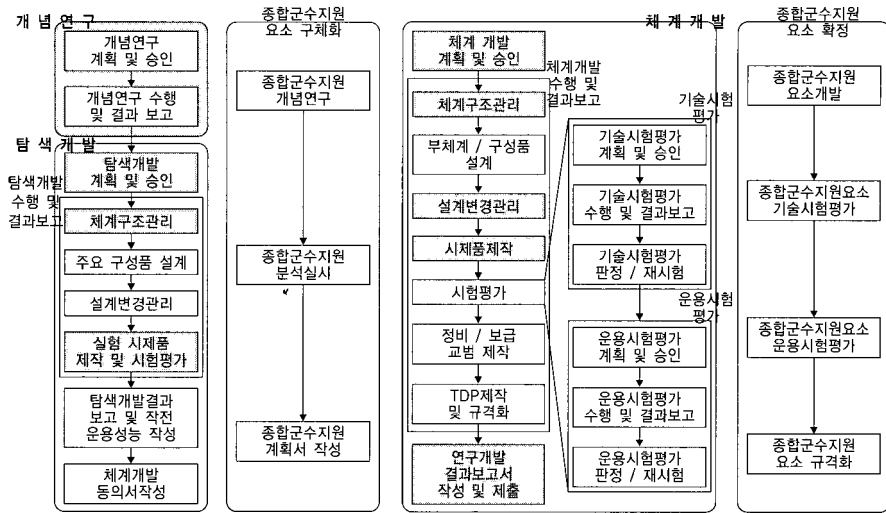 개 념 연 구
개념연구
계획 및 승인
개념연구 수행
및 결과 보고
탐 색 개 발
탐색개발
계획 및 승인
탐색개발
수행 및
결과보고
체계구조관리
주요 구성품 설계
설계변경관리
실험 시제품
제작 및 시험평가
탐색개발결과
보고 및 작전
운용성능 작성
체계개발
동의서작성
종합군수지원
요소 구체화
종합군수지원
개념연구
종합군수지원
분석실사
종합군수지원
계획서 작성
체 계 개 발
체계 개발
계획 및 승인
체계개발
수행 및
결과보고
체계구조관리
부체계 / 구성품
설계
설계변경관리
시제품제작
시험평가
정비 / 보급
교범 제작
TDP제작
및 규격화
연구개발
결과보고서
작성 및 제출
기술시험
평가
기술시험평가
계획 및 승인
기술시험평가
수행 및 결과보고
기술시험평가
판정 / 재시험
운용시험
평가
운용시험평가
계획 및 승인
운용시험평가
수행 및 결과보고
운용시험평가
판정 / 재시험
종합군수지원
요소 확정
종합군수지원
요소개발
종합군수지원요소
기술시험평가
종합군수지원요소
운용시험평가
종합군수지원
요소 규격화